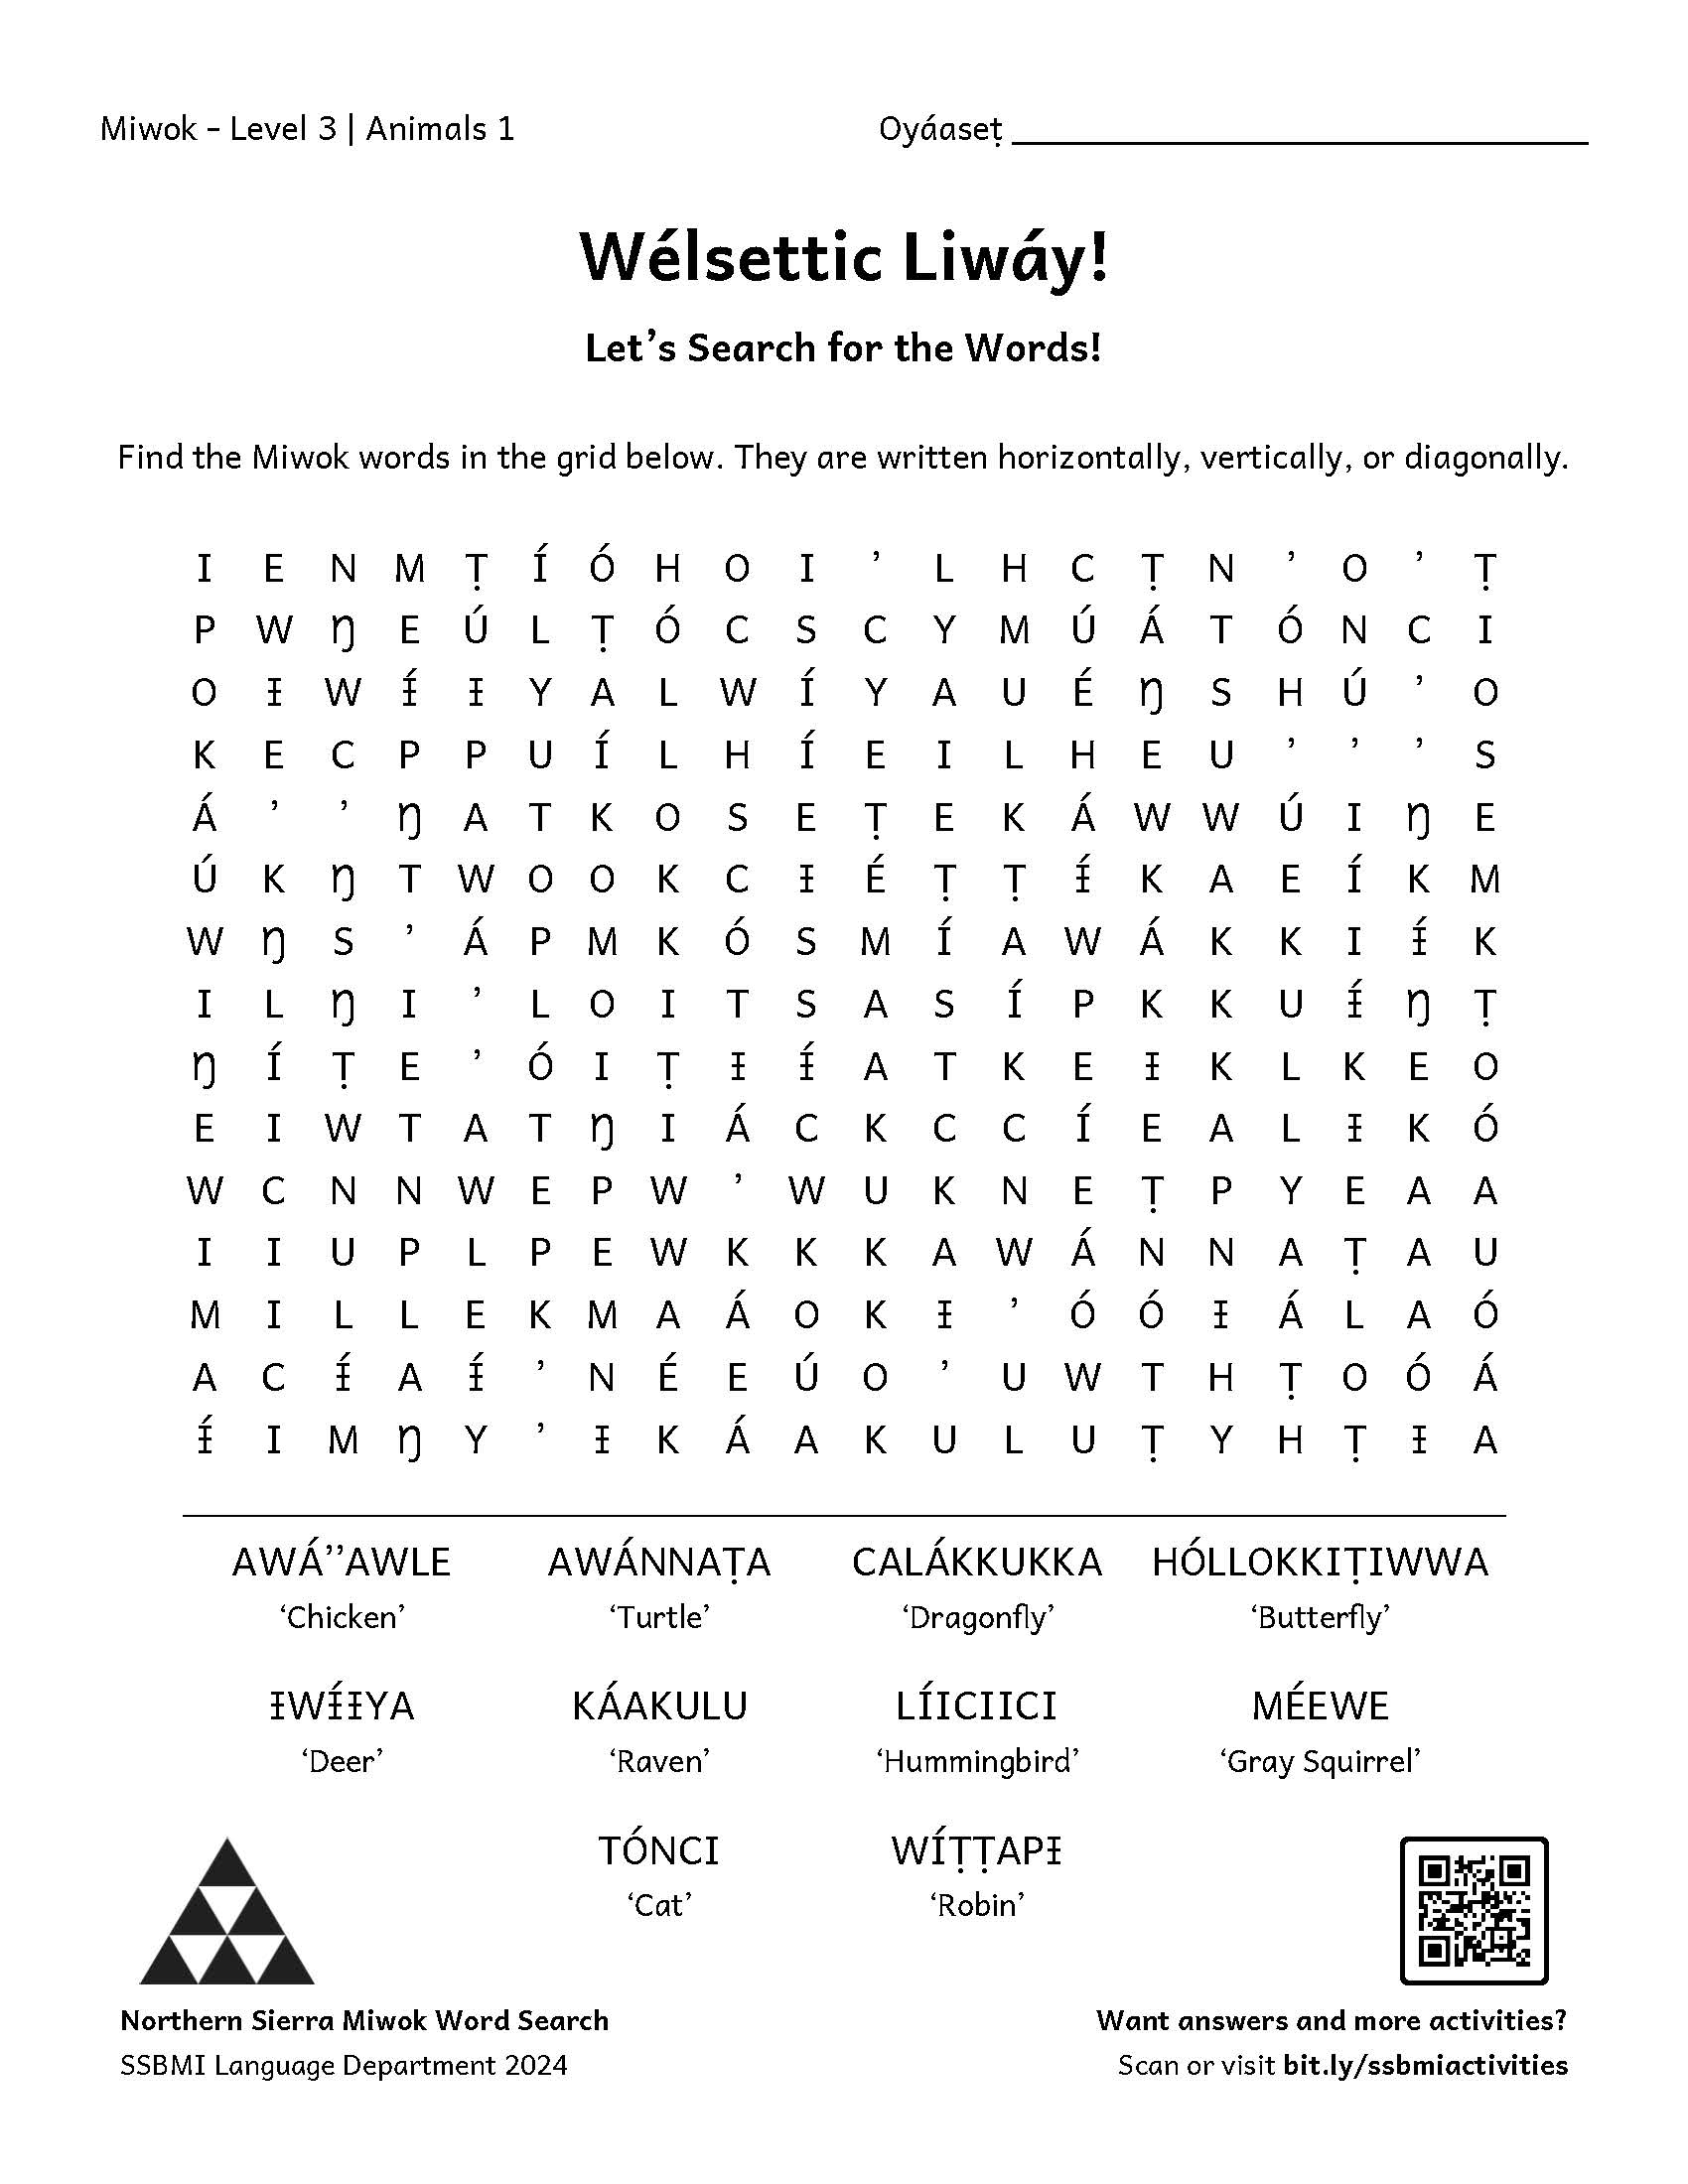 Miwok – Level 3 | Animals 1 Oyáaseṭ
Wélsettic Liwáy!
Let’s Search for the Words!
Find the Miwok words in the grid below. They are written horizontally, vertically, or diagonally.
I E N M Ṭ Í Ó H O I ’ L H C Ṭ N ’ O ’ Ṭ
P W Ŋ E Ú L Ṭ Ó C S C Y M Ú Á T Ó N C I
O Ɨ W Ɨ́ Ɨ Y A L W Í Y A U É Ŋ S H Ú ’ O
K E C P P U Í L H Í E I L H E U ’ ’ ’ S
Á ’ ’ Ŋ A T K O S E Ṭ E K Á W W Ú I Ŋ E
Ú K Ŋ T W O O K C Ɨ É Ṭ Ṭ Ɨ́ K A E Í K M
W Ŋ S ’ Á P M K Ó S M Í A W Á K K I Ɨ́ K
I L Ŋ I ’ L O I T S A S Í P K K U Ɨ́ Ŋ Ṭ
Ŋ Í Ṭ E ’ Ó I Ṭ Ɨ Ɨ́ A T K E Ɨ K L K E O
E I W T A T Ŋ I Á C K C C Í E A L Ɨ K Ó
W C N N W E P W ’ W U K N E Ṭ P Y E A A
I I U P L P E W K K K A W Á N N A Ṭ A U
M I L L E K M A Á O K Ɨ ’ Ó Ó Ɨ Á L A Ó
A C Ɨ́ A Ɨ́ ’ N É E Ú O ’ U W T H Ṭ O Ó Á
Ɨ́ I M Ŋ Y ’ Ɨ K Á A K U L U Ṭ Y H Ṭ Ɨ A
AWÁ’’AWLE AWÁNNAṬA CALÁKKUKKA HÓLLOKKIṬIWWA
‘Chicken’ ‘Turtle’ ‘Dragonfly’ ‘Butterfly’
ƗWƗ́ƗYA KÁAKULU LÍICIICI MÉEWE
‘Deer’ ‘Raven’ ‘Hummingbird’ ‘Gray Squirrel’
TÓNCI WÍṬṬAPƗ
‘Cat’ ‘Robin’
Northern Sierra Miwok Word Search Want answers and more activities?
SSBMI Language Department 2024 Scan or visit bit.ly/ssbmiactivities